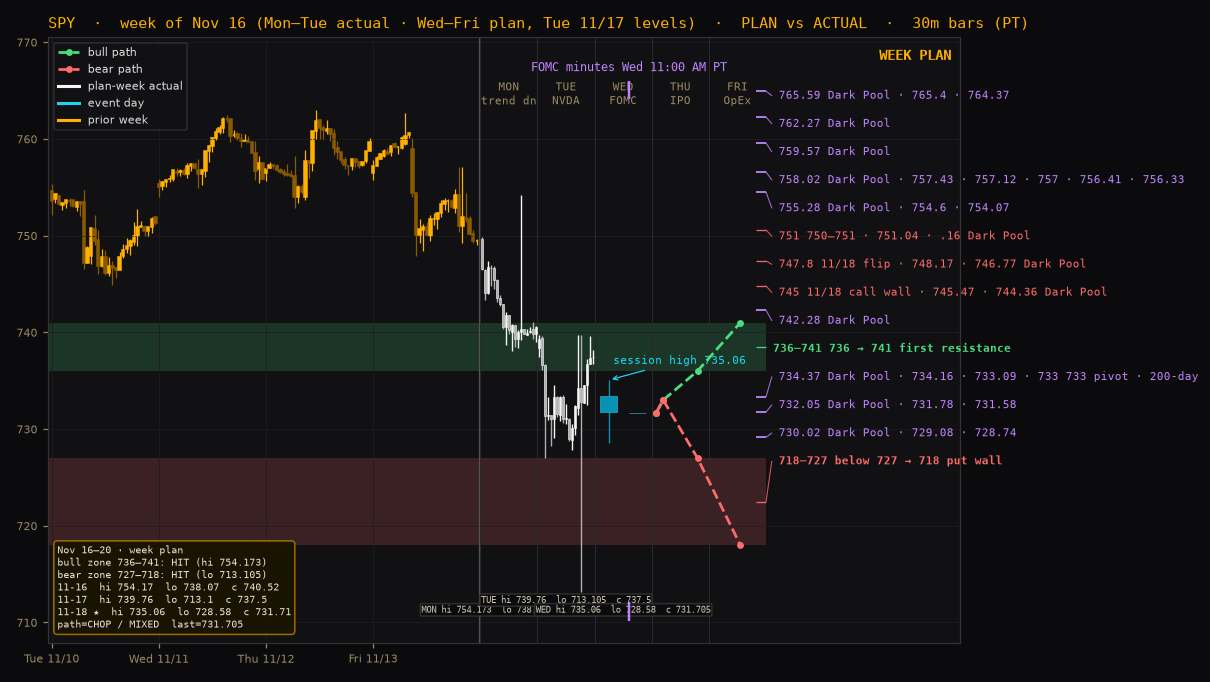 SPY · week of Nov 16 (Mon–Tue actual · Wed–Fri plan, Tue 11/17 levels) · PLAN vs ACTUAL · 30m bars (PT)
bull path
bear path
plan-week actual
event day
prior week
WEEK PLAN
FOMC minutes Wed 11:00 AM PT
MON TUE WED THU FRI
trend dn NVDA FOMC IPO OpEx
770
760
750
740
730
720
710
765.59 Dark Pool · 765.4 · 764.37
762.27 Dark Pool
759.57 Dark Pool
758.02 Dark Pool · 757.43 · 757.12 · 757 · 756.41 · 756.33
755.28 Dark Pool · 754.6 · 754.07
751 750–751 · 751.04 · .16 Dark Pool
747.8 11/18 flip · 748.17 · 746.77 Dark Pool
745 11/18 call wall · 745.47 · 744.36 Dark Pool
742.28 Dark Pool
736–741 736 → 741 first resistance
session high 735.06
734.37 Dark Pool · 734.16 · 733.09 · 733 733 pivot · 200-day
732.05 Dark Pool · 731.78 · 731.58
730.02 Dark Pool · 729.08 · 728.74
718–727 below 727 → 718 put wall
Nov 16–20 · week plan
bull zone 736–741: HIT (hi 754.173)
bear zone 727–718: HIT (lo 713.105)
11-16 hi 754.17 lo 738.07 c 740.52
11-17 hi 739.76 lo 713.1 c 737.5
11-18 ★ hi 735.06 lo 728.58 c 731.71
path=CHOP / MIXED last=731.705
TUE hi 739.76 lo 713.105 c 737.5
MON hi 754.173 lo 738
WED hi 735.06 lo 728.58 c 731.705
Tue 11/10
Wed 11/11
Thu 11/12
Fri 11/13